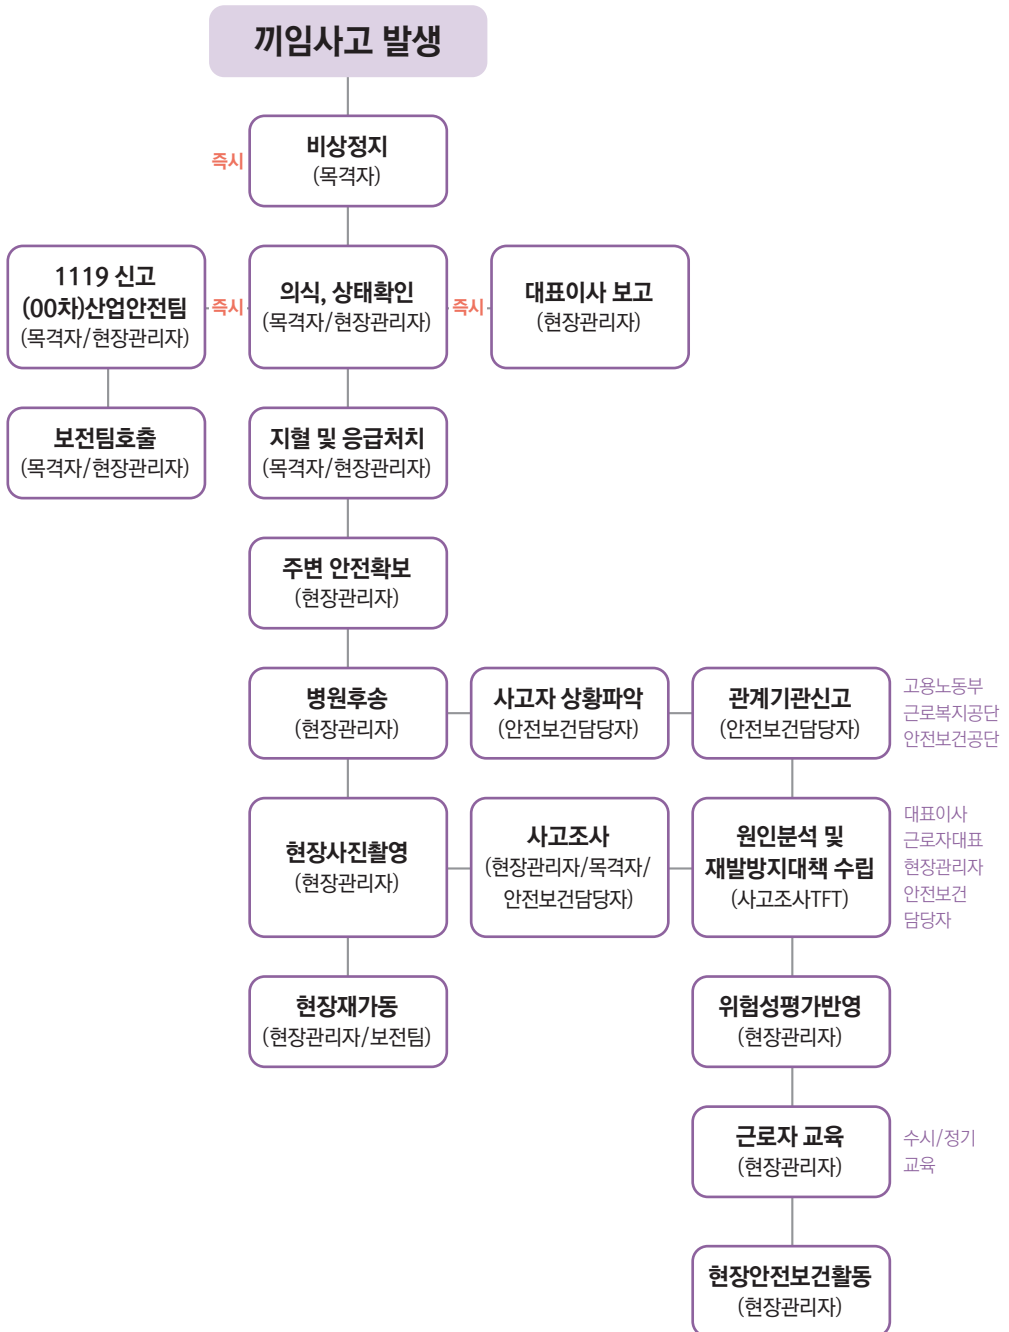 끼임사고 발생
즉시
비상정지
(목격자)
1119 신고
(00차)산업안전팀
(목격자/현장관리자)
즉시
의식, 상태확인
(목격자/현장관리자)
즉시
대표이사 보고
(현장관리자)
보전팀호출
(목격자/현장관리자)
지혈 및 응급처치
(목격자/현장관리자)
주변 안전확보
(현장관리자)
병원후송
(현장관리자)
사고자 상황파악
(안전보건담당자)
관계기관신고
(안전보건담당자)
고용노동부
근로복지공단
안전보건공단
현장사진촬영
(현장관리자)
사고조사
(현장관리자/목격자/
안전보건담당자)
원인분석 및
재발방지대책 수립
(사고조사TFT)
대표이사
근로자대표
현장관리자
안전보건
담당자
현장재가동
(현장관리자/보전팀)
위험성평가반영
(현장관리자)
근로자 교육
(현장관리자)
수시/정기
교육
현장안전보건활동
(현장관리자)